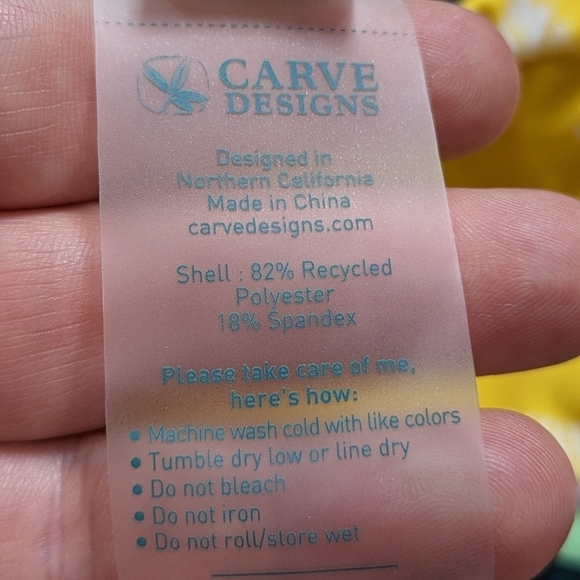 CARVE
DESIGNS
Designed in
Northern California
Made in China
carvedesigns.com
Shell : 82% Recycled
Polyester
18% Spandex
Please take care of me,
here's how:
• Machine wash cold with like colors
• Tumble dry low or line dry
• Do not bleach
• Do not iron
• Do not roll/store wet